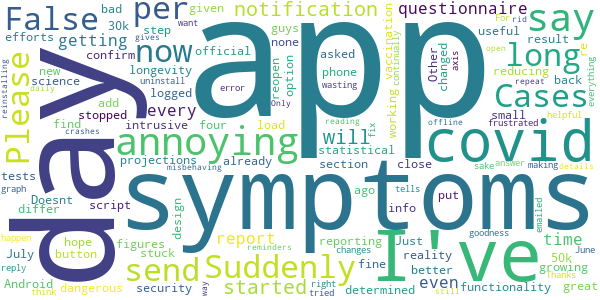 False
bad
30k
efforts
getting
Please
confirm
longevity
science
uninstall
new
add
find
stopped
tests
Doesnt
script
graph
differ
July
hope
button
reply
Android
happen
think
dangerous
reinstalling
daily
crashes
day
per
want
step
given
guys
none
now
gives
official
logged
error
every
intrusive
annoying
projections
already
misbehaving
figures
stuck
report
design
reminders
send
security
way
Suddenly
started
app
notification
asked
phone
option
reopen
Only
wasting
four
load
will
reading
fix
statistical
section
close
ago
tells
info
put
symptoms
questionnaire
changed
Other
axis
vaccination
continually
working
offline
covid
small
say
useful
result
re
For
rid
open
reducing
back
long
repeat
everything
Cases
frustrated
helpful
sake
answer
making
details
I've
reporting
changes
Just
reality
fine
better
determined
even
right
tried
goodness
emailed
still
functionality
time
growing
50k
June
Thanks
great